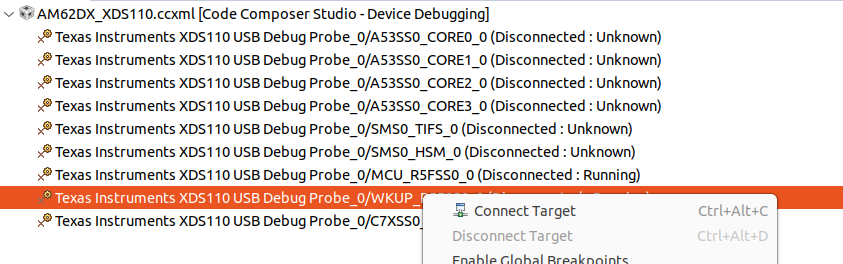 AM62DX_XDS110.ccxml [Code Composer Studio - Device Debugging]
Texas Instruments XDS110 USB Debug Probe_0/A53SS0_CORE0_0 (Disconnected : Unknown)
Texas Instruments XDS110 USB Debug Probe_0/A53SS0_CORE1_0 (Disconnected : Unknown)
Texas Instruments XDS110 USB Debug Probe_0/A53SS0_CORE2_0 (Disconnected : Unknown)
Texas Instruments XDS110 USB Debug Probe_0/A53SS0_CORE3_0 (Disconnected : Unknown)
Texas Instruments XDS110 USB Debug Probe_0/SMS0_TIFS_0 (Disconnected : Unknown)
Texas Instruments XDS110 USB Debug Probe_0/SMS0_HSM_0 (Disconnected : Unknown)
Texas Instruments XDS110 USB Debug Probe_0/MCU_R5FSS0_0 (Disconnected : Running)
Texas Instruments XDS110 USB Debug Probe_0/WKUP_
Connect Target Ctrl+Alt+C
Texas Instruments XDS110 USB Debug Probe_0/C7XSS0_
Disconnect Target Ctrl+Alt+D
Enable Global Breakpoints